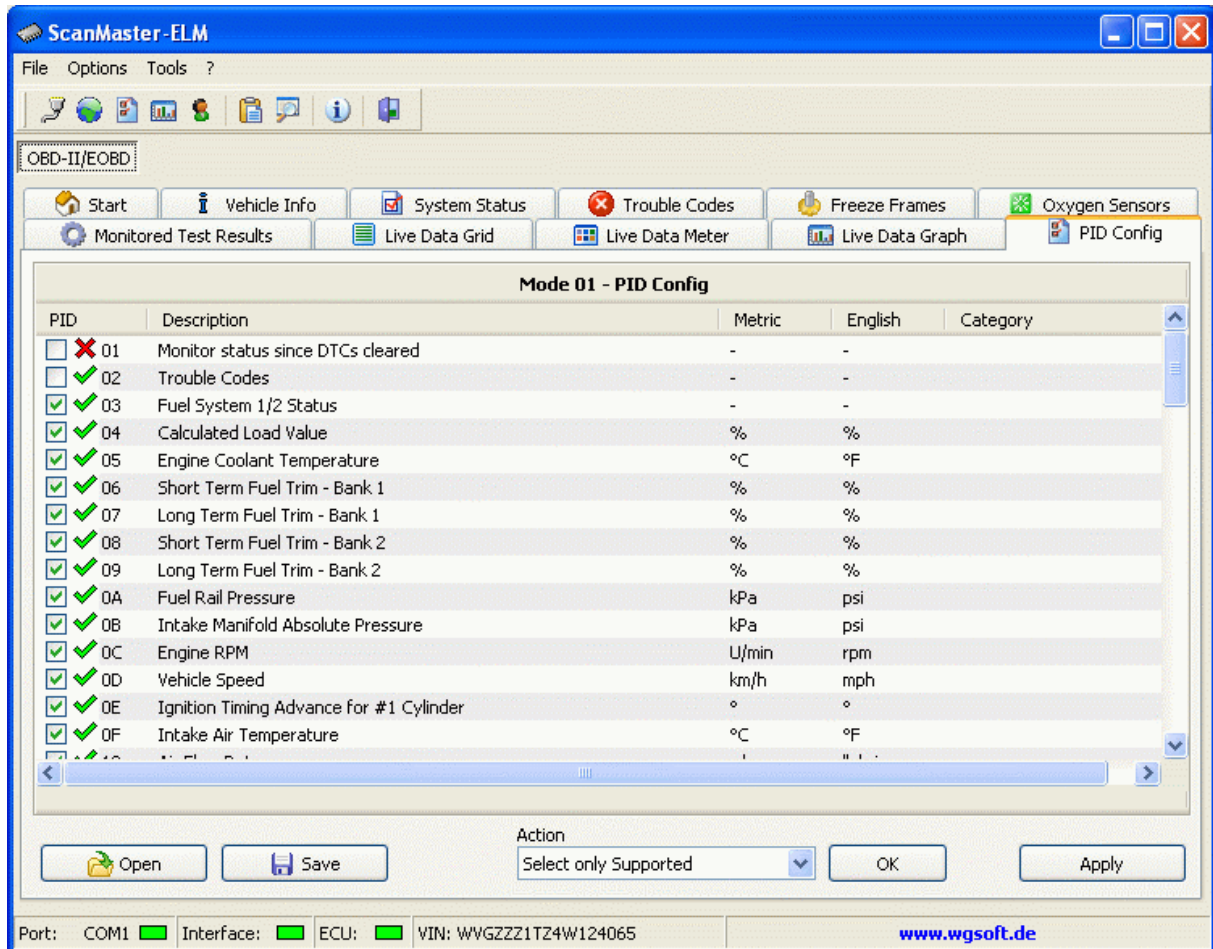 ScanMaster-ELM
File Options Tools ?
OBD-II/EOBD
Start Vehicle Info System Status Trouble Codes Freeze Frames Oxygen Sensors
Monitored Test Results Live Data Grid Live Data Meter Live Data Graph PID Config
Mode 01 - PID Config
PID Description Metric English Category
01 Monitor status since DTCs cleared - -
02 Trouble Codes - -
03 Fuel System 1/2 Status - -
04 Calculated Load Value % %
05 Engine Coolant Temperature °C °F
06 Short Term Fuel Trim - Bank 1 % %
07 Long Term Fuel Trim - Bank 1 % %
08 Short Term Fuel Trim - Bank 2 % %
09 Long Term Fuel Trim - Bank 2 % %
0A Fuel Rail Pressure kPa psi
0B Intake Manifold Absolute Pressure kPa psi
0C Engine RPM U/min rpm
0D Vehicle Speed km/h mph
0E Ignition Timing Advance for #1 Cylinder ° °
0F Intake Air Temperature °C °F
Action
Open Save Select only Supported OK Apply
Port: COM1 Interface: ECU: VIN: WVGZZZ1TZ4W124065 www.wgsoft.de